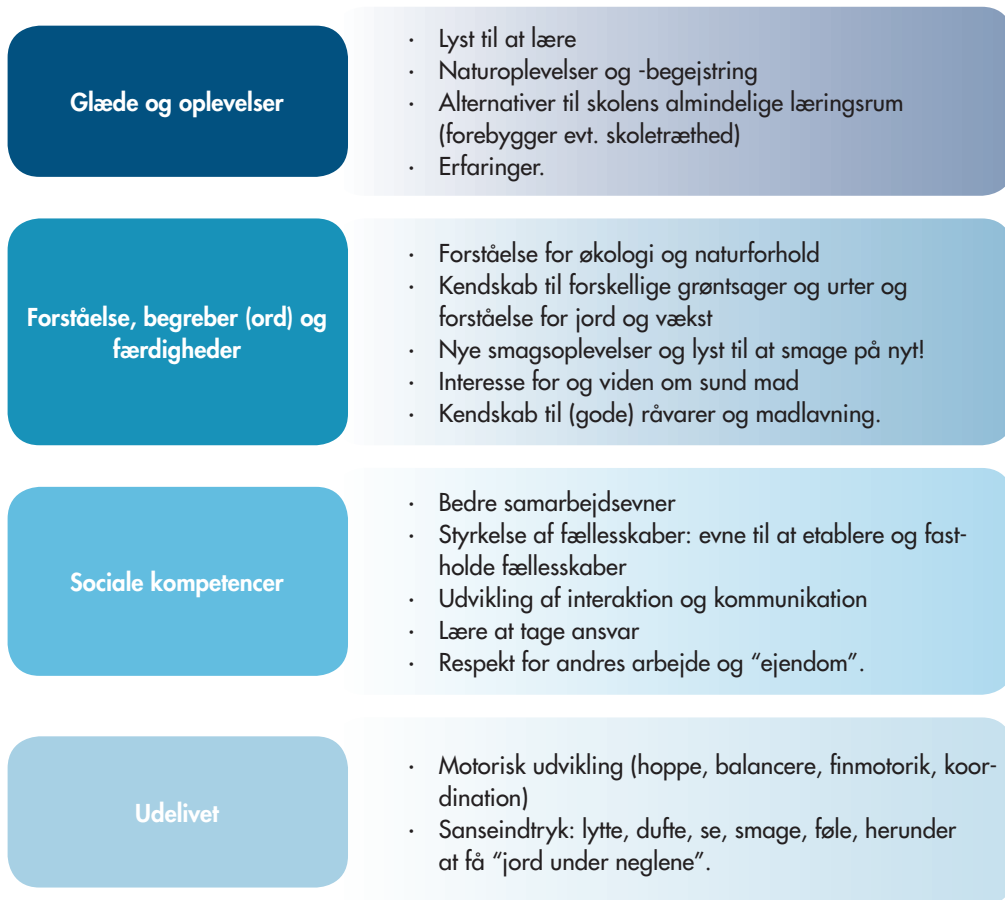 Glæde og oplevelser
· Lyst til at lære
· Naturoplevelser og -begejstring
· Alternativer til skolens almindelige læringsrum
(forebygger evt. skoletræthed)
· Erfaringer.
Forståelse, begreber (ord) og
færdigheder
· Forståelse for økologi og naturforhold
· Kendskab til forskellige grøntsager og urter og
forståelse for jord og vækst
· Nye smagsoplevelser og lyst til at smage på nyt!
· Interesse for og viden om sund mad
· Kendskab til (gode) råvarer og madlavning.
Sociale kompetencer
· Bedre samarbejdsevner
· Styrkelse af fællesskaber: evne til at etablere og fast-
holde fællesskaber
· Udvikling af interaktion og kommunikation
· Lære at tage ansvar
· Respekt for andres arbejde og “ejendom”.
Udelivet
· Motorisk udvikling (hoppe, balancere, finmotorik, koor-
dination)
· Sanseindtryk: lytte, dufte, se, smage, føle, herunder
at få “jord under neglene”.